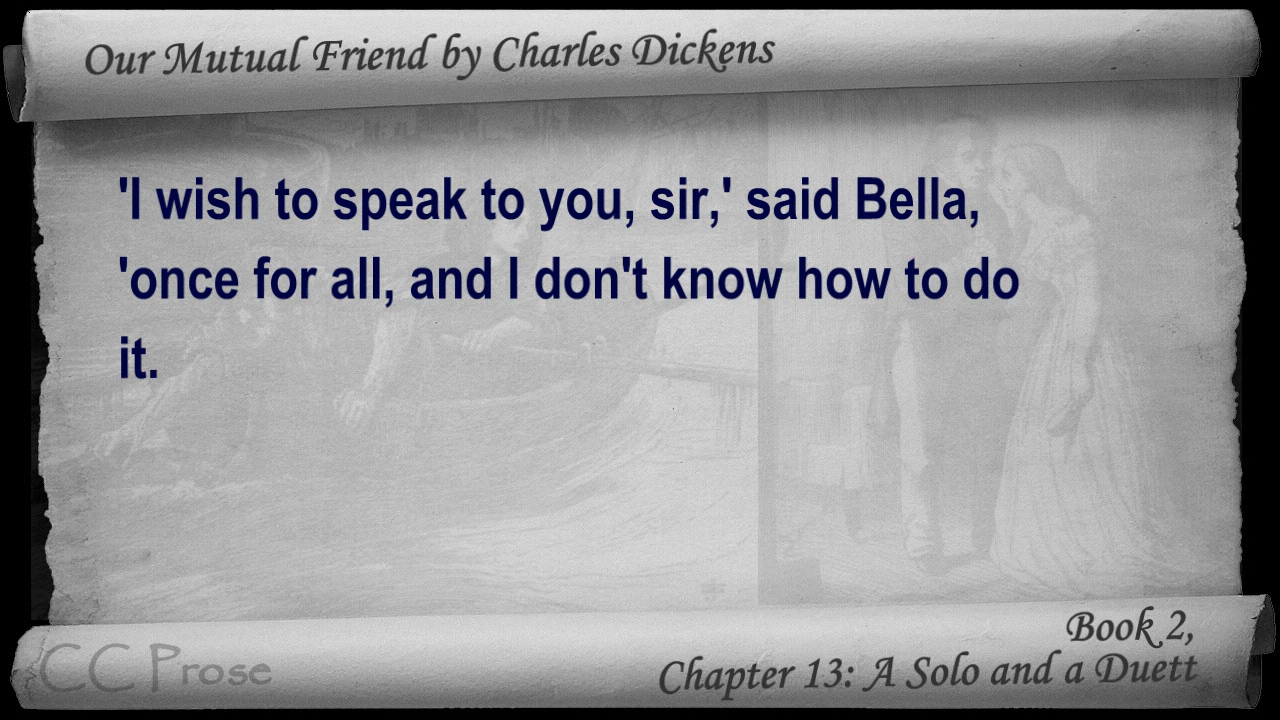 Our Mutual Friend by Charles Dickens
'I wish to speak to you, sir,' said Bella,
'once for all, and I don't know how to do
it.
Book 2,
CC Prose
Chapter 13: A Solo and a Duett